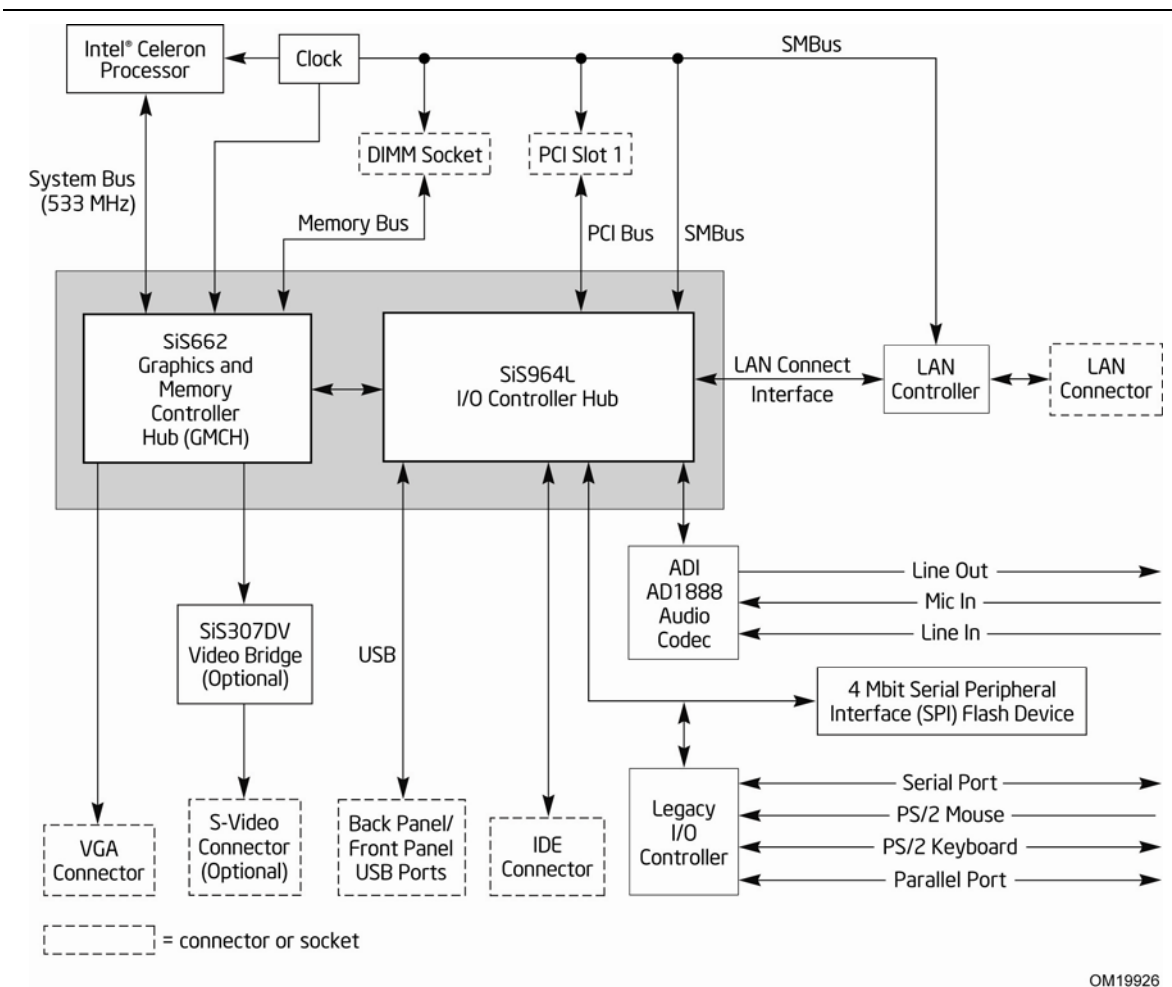 Intel® Celeron
Processor
Clock
SMBus
DIMM Socket
PCI Slot 1
System Bus
(533 MHz)
Memory Bus
PCI Bus
SMBus
SiS662
Graphics and
Memory
Controller
Hub (GMCH)
SiS964L
I/O Controller Hub
LAN Connect
Interface
LAN
Controller
LAN
Connector
ADI
AD1888
Audio
Codec
Line Out
Mic In
Line In
SiS307DV
Video Bridge
(Optional)
USB
4 Mbit Serial Peripheral
Interface (SPI) Flash Device
Legacy
I/O
Controller
Serial Port
PS/2 Mouse
PS/2 Keyboard
Parallel Port
VGA
Connector
S-Video
Connector
(Optional)
Back Panel/
Front Panel
USB Ports
IDE
Connector
= connector or socket
OM19926